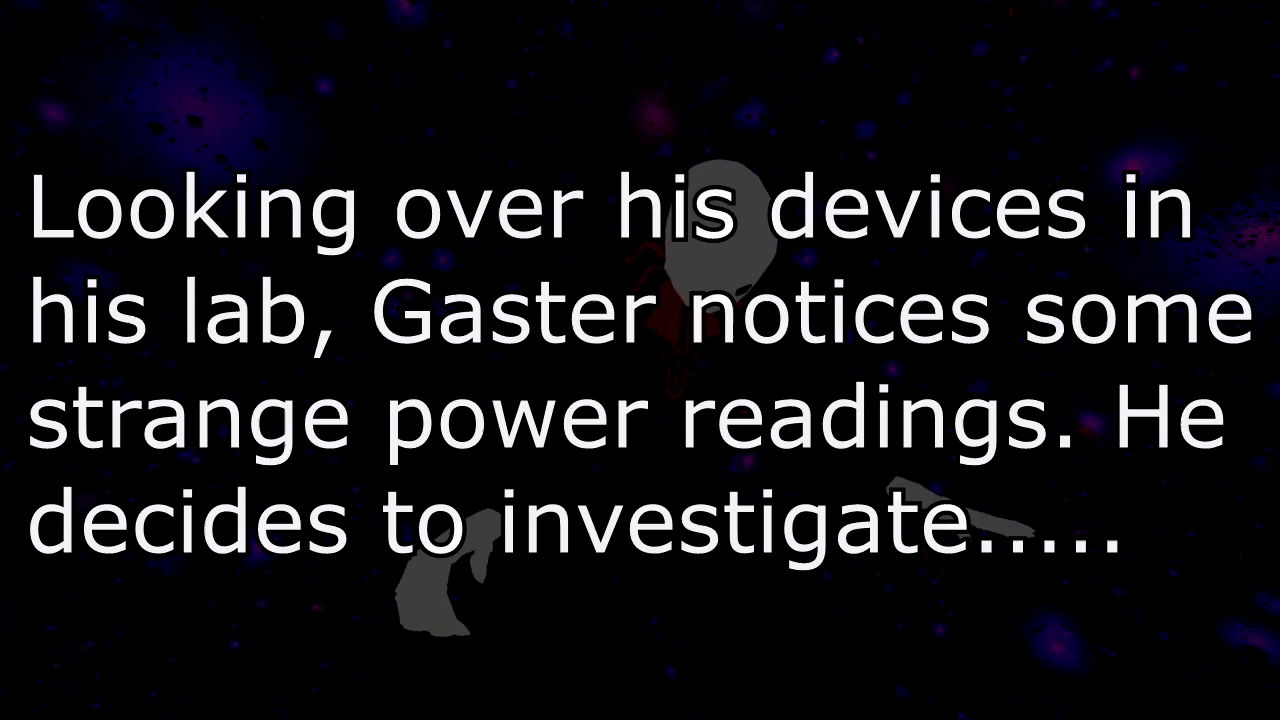 Looking over his devices in
his lab, Gaster notices some
strange power readings. He
decides to investigate.....